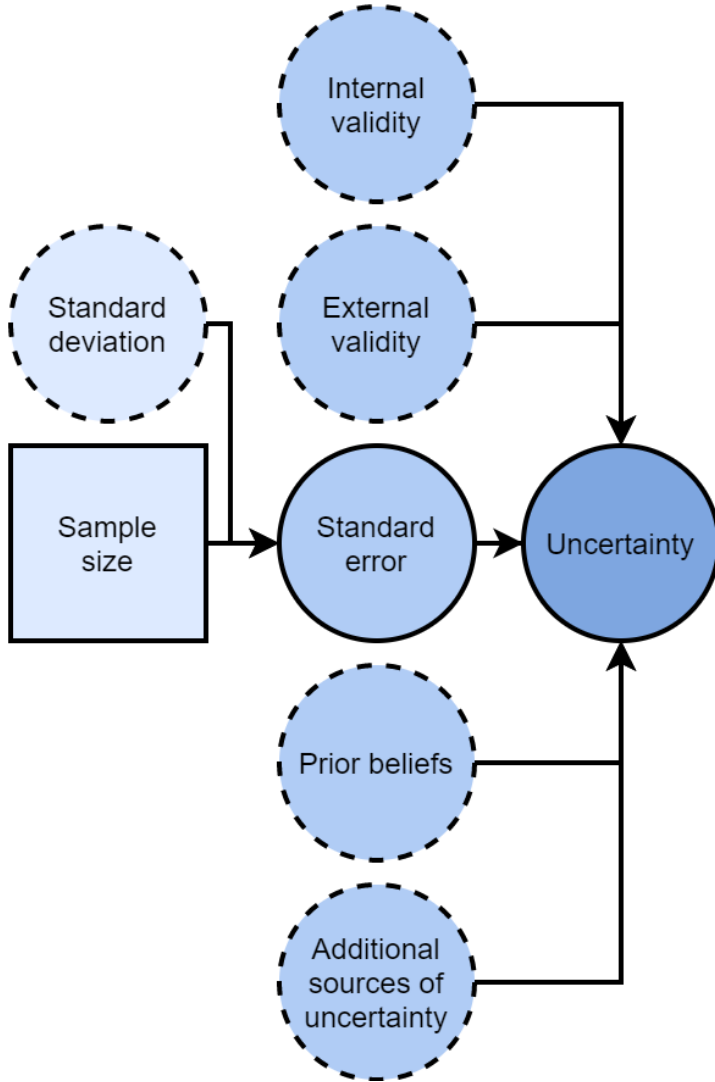 Internal
validity
Standard
deviation
External
validity
Sample
size
Standard
error
Uncertainty
Prior beliefs
Additional
sources of
uncertainty